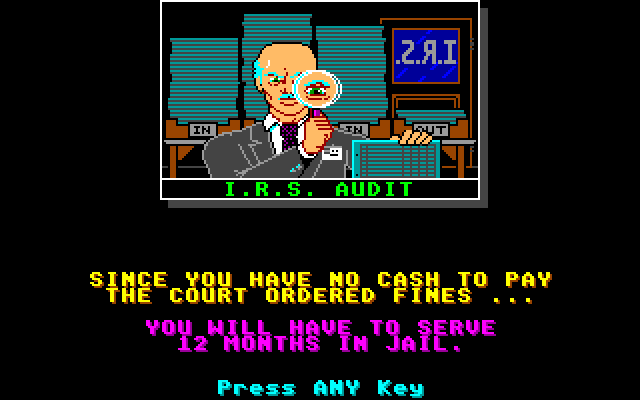 I.R.S.
IN
IN
OUT
I.R.S. AUDIT
SINCE YOU HAVE NO CASH TO PAY
THE COURT ORDERED FINES ...
YOU WILL HAVE TO SERVE
12 MONTHS IN JAIL.
Press ANY Key